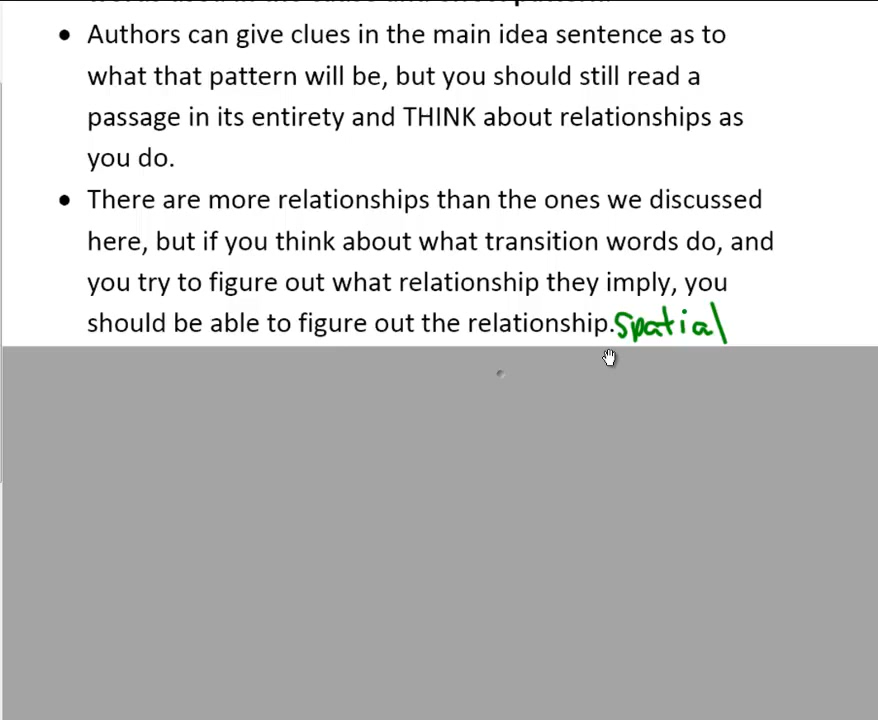 • Authors can give clues in the main idea sentence as to
what that pattern will be, but you should still read a
passage in its entirety and THINK about relationships as
you do.
• There are more relationships than the ones we discussed
here, but if you think about what transition words do, and
you try to figure out what relationship they imply, you
should be able to figure out the relationship. Spatial